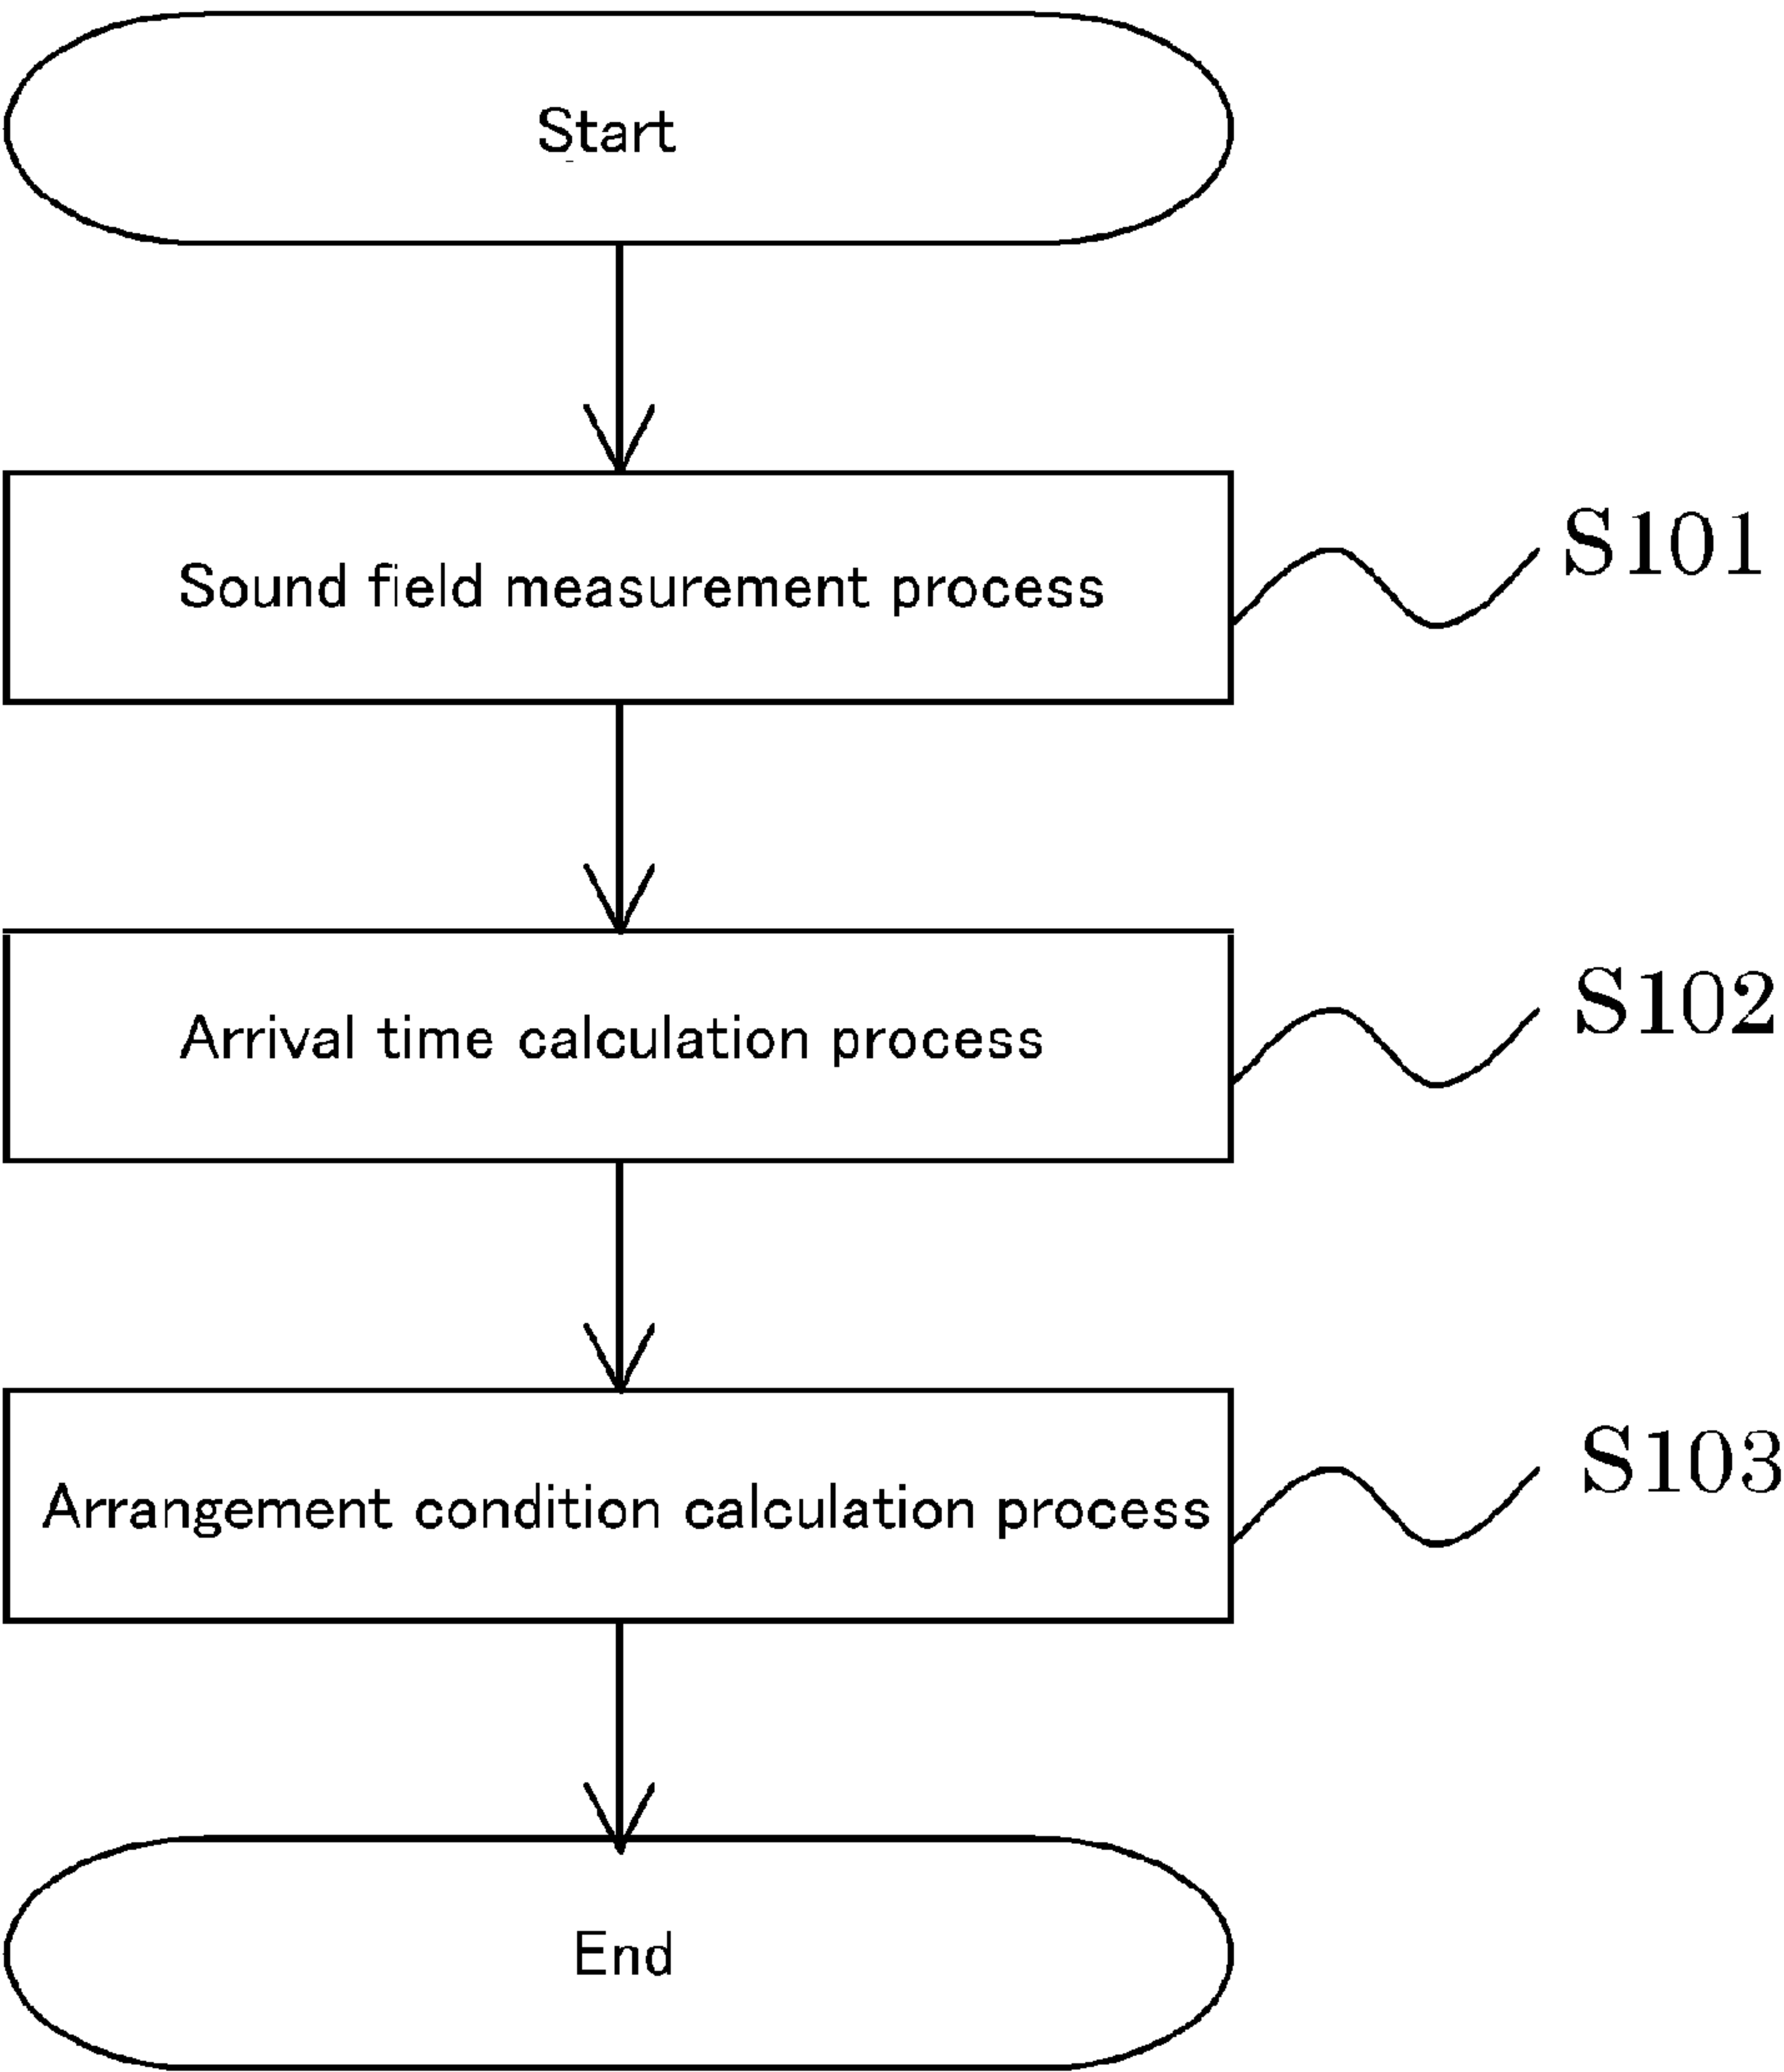 Start
Sound field measurement process
S101
Arrival time calculation process
S102
Arrangement condition calculation process
S103
End